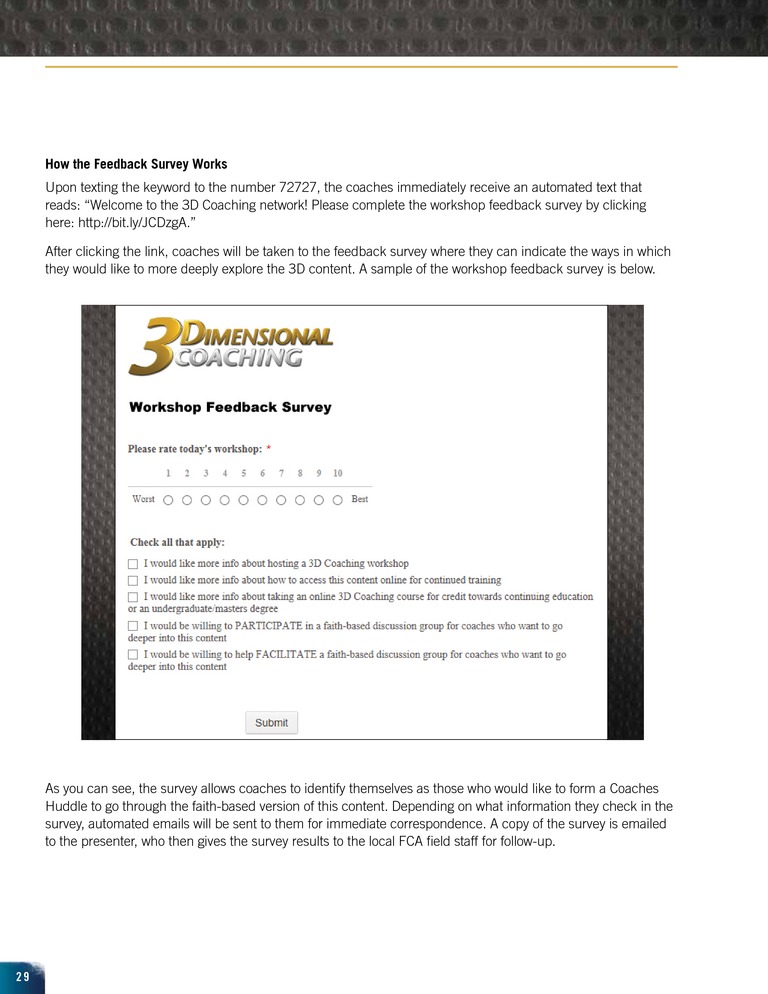 How the Feedback Survey Works
Upon texting the keyword to the number 72727, the coaches immediately receive an automated text that
reads: “Welcome to the 3D Coaching network! Please complete the workshop feedback survey by clicking
here: http://bit.ly/JCDzgA.”
After clicking the link, coaches will be taken to the feedback survey where they can indicate the ways in which
they would like to more deeply explore the 3D content. A sample of the workshop feedback survey is below.
3DIMENSIONAL
COACHING
Workshop Feedback Survey
Please rate today's workshop: *
1 2 3 4 5 6 7 8 9 10
Worst Best
Check all that apply:
I would like more info about hosting a 3D Coaching workshop
I would like more info about how to access this content online for continued training
I would like more info about taking an online 3D Coaching course for credit towards continuing education
or an undergraduate/masters degree
I would be willing to PARTICIPATE in a faith-based discussion group for coaches who want to go
deeper into this content
I would be willing to help FACILITATE a faith-based discussion group for coaches who want to go
deeper into this content
Submit
As you can see, the survey allows coaches to identify themselves as those who would like to form a Coaches
Huddle to go through the faith-based version of this content. Depending on what information they check in the
survey, automated emails will be sent to them for immediate correspondence. A copy of the survey is emailed
to the presenter, who then gives the survey results to the local FCA field staff for follow-up.
29